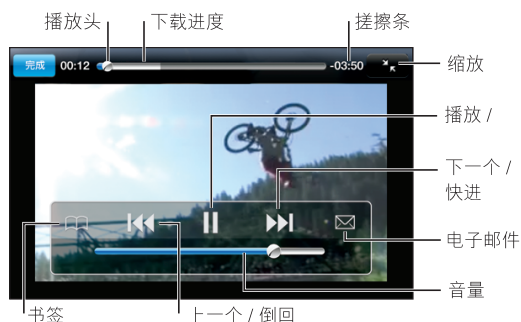 播放头
下载进度
搓擦条
完成
00:12
-03:50
缩放
播放 /
下一个 /
快进
电子邮件
音量
书签
上一个 / 倒回